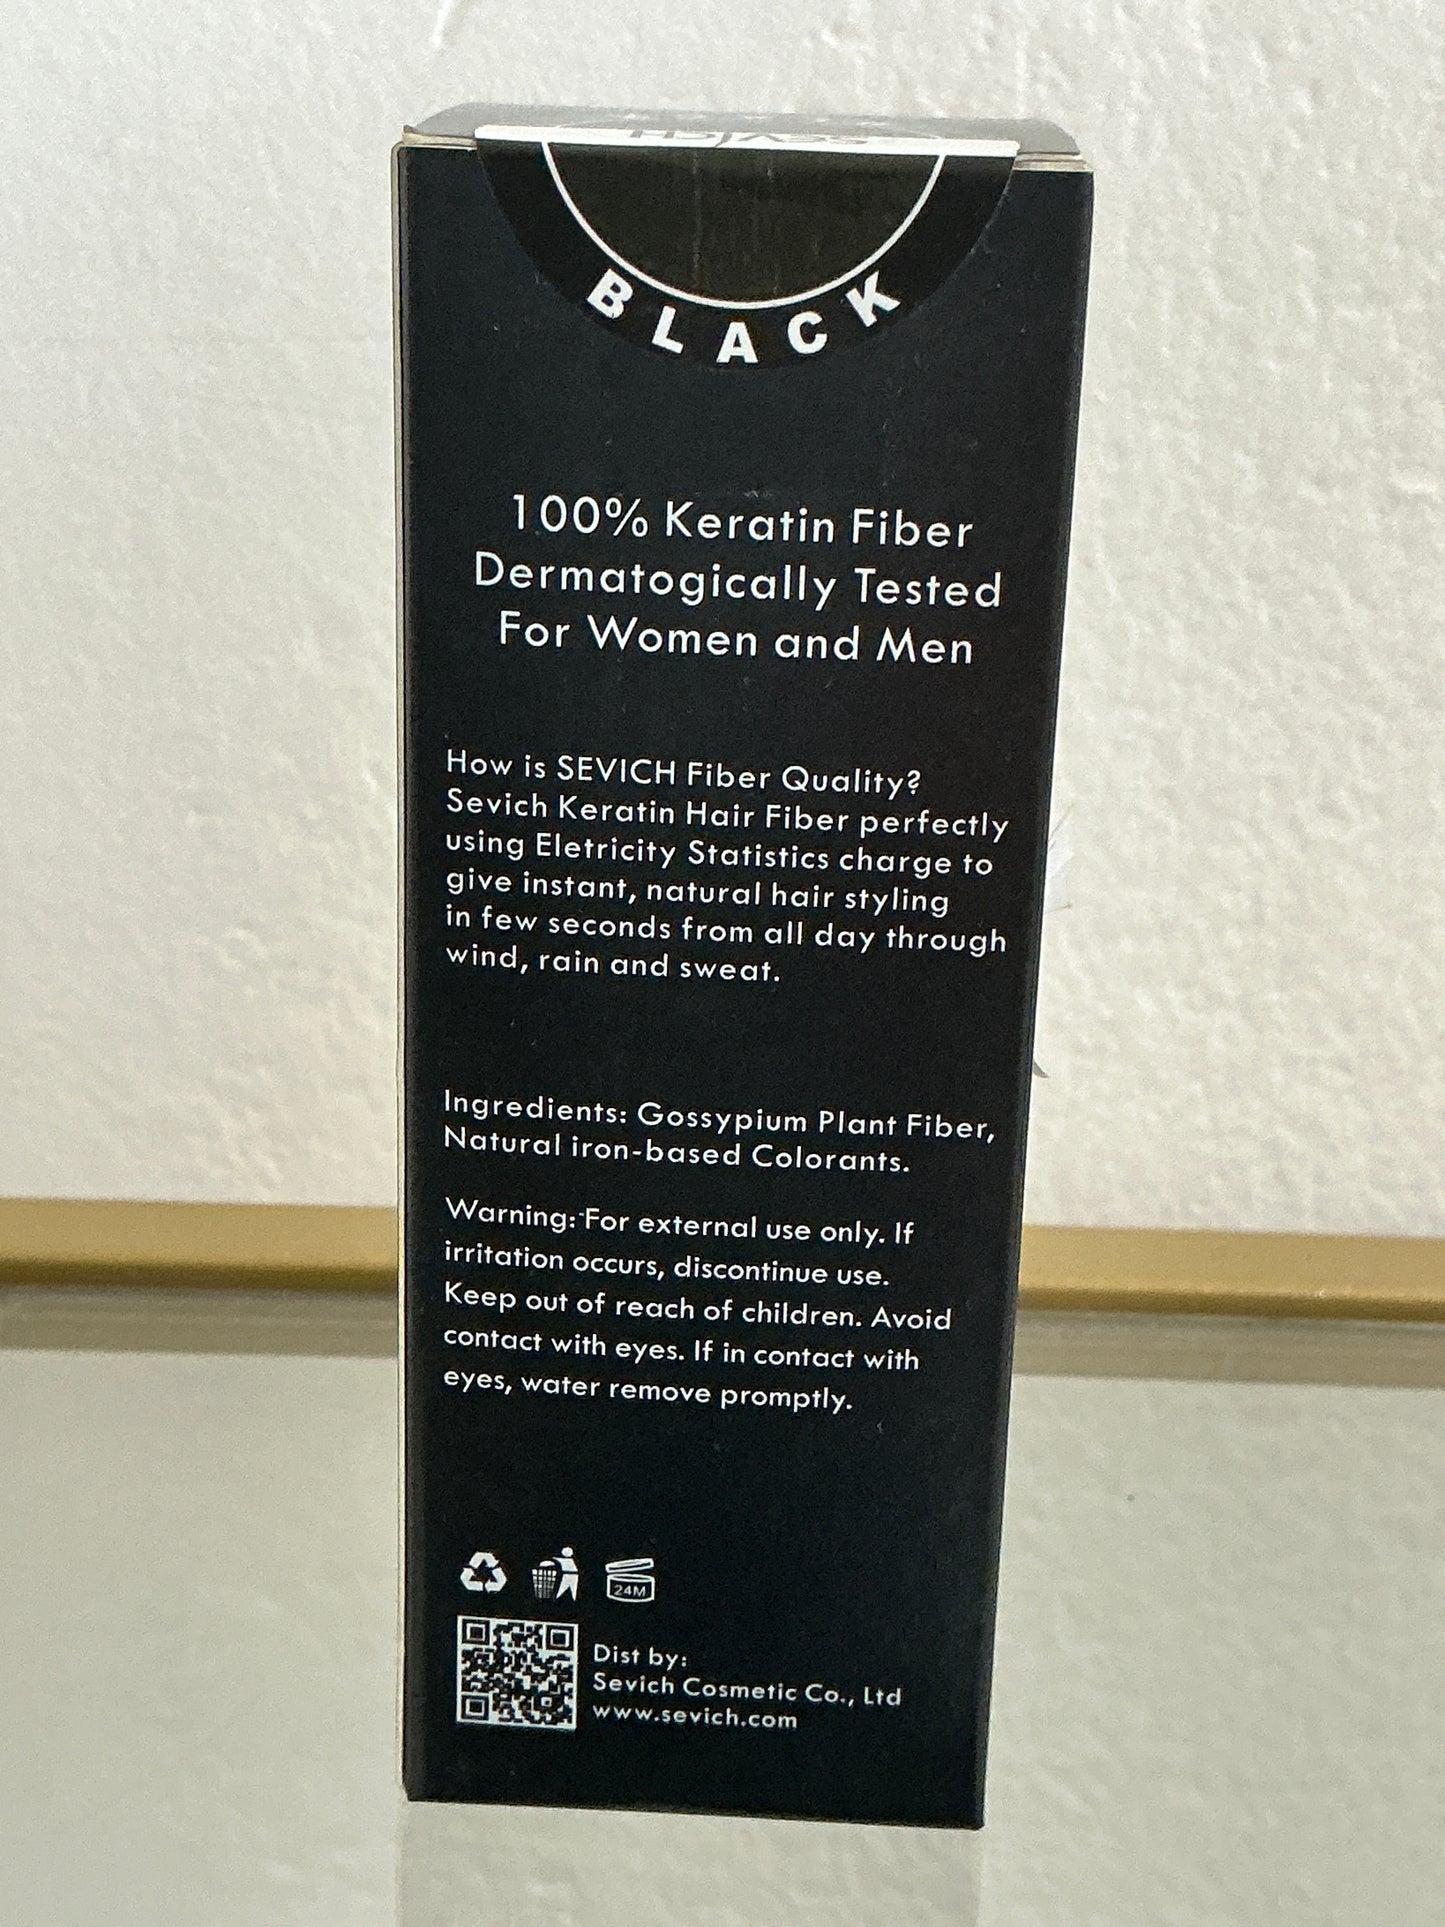 SEVICH
BLACK
100% Keratin Fiber
Dermatogically Tested
For Women and Men
How is SEVICH Fiber Quality?
Sevich Keratin Hair Fiber perfectly
using Eletricity Statistics charge to
give instant, natural hair styling
in few seconds from all day through
wind, rain and sweat.
Ingredients: Gossypium Plant Fiber,
Natural iron-based Colorants.
Warning: For external use only. If
irritation occurs, discontinue use.
Keep out of reach of children. Avoid
contact with eyes. If in contact with
eyes, water remove promptly.
24M
Dist by:
Sevich Cosmetic Co., Ltd
www.sevich.com